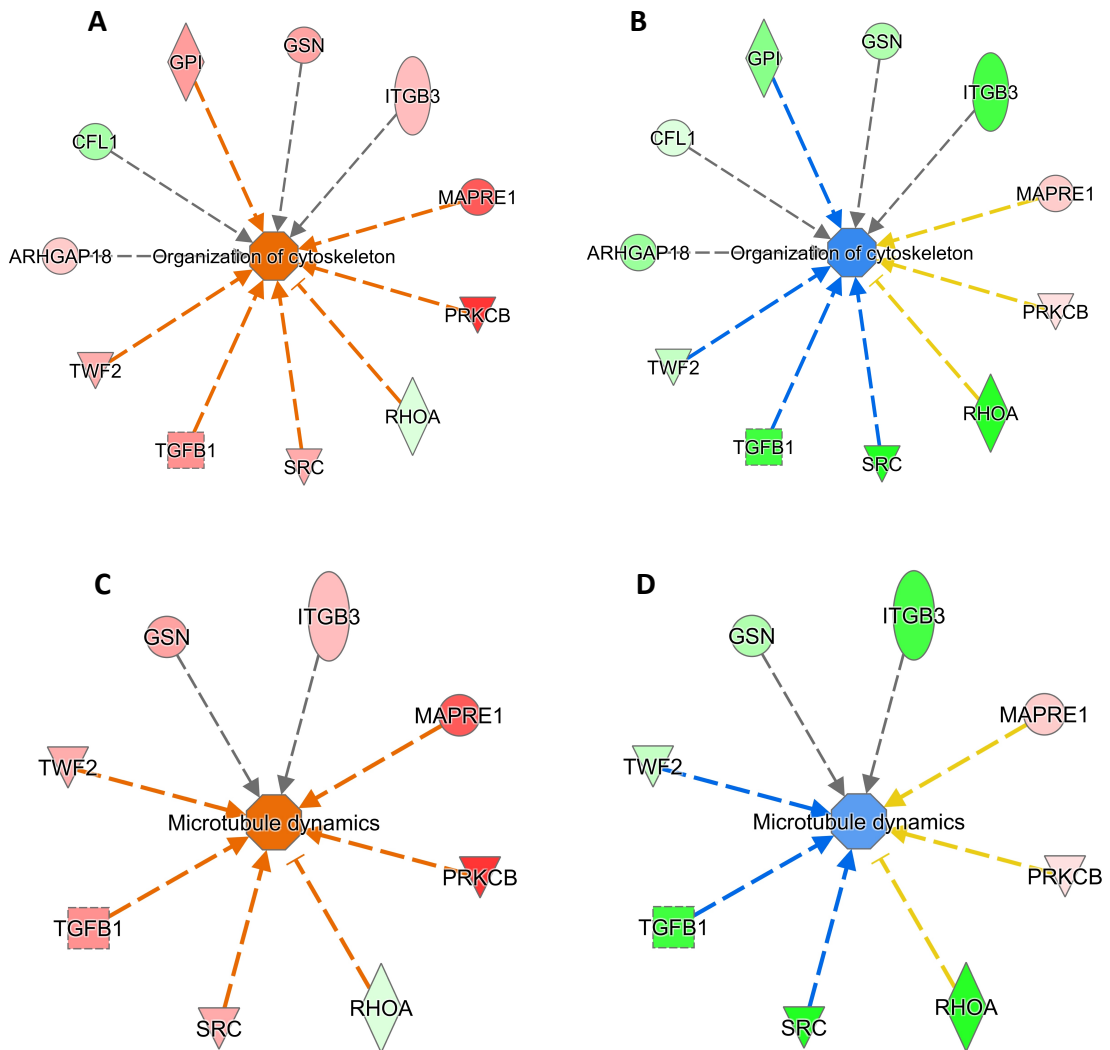 A
GPI
GSN
ITGB3
CFL1
MAPRE1
ARHGAP18
Organization of cytoskeleton
PRKCB
TWF2
RHOA
TGFB1
SRC
B
GPI
GSN
ITGB3
CFL1
MAPRE1
ARHGAP18
Organization of cytoskeleton
PRKCB
TWF2
RHOA
TGFB1
SRC
C
GSN
ITGB3
MAPRE1
TWF2
Microtubule dynamics
PRKCB
TGFB1
RHOA
SRC
D
GSN
ITGB3
MAPRE1
TWF2
Microtubule dynamics
PRKCB
TGFB1
RHOA
SRC